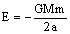 E = − GMm / 2a